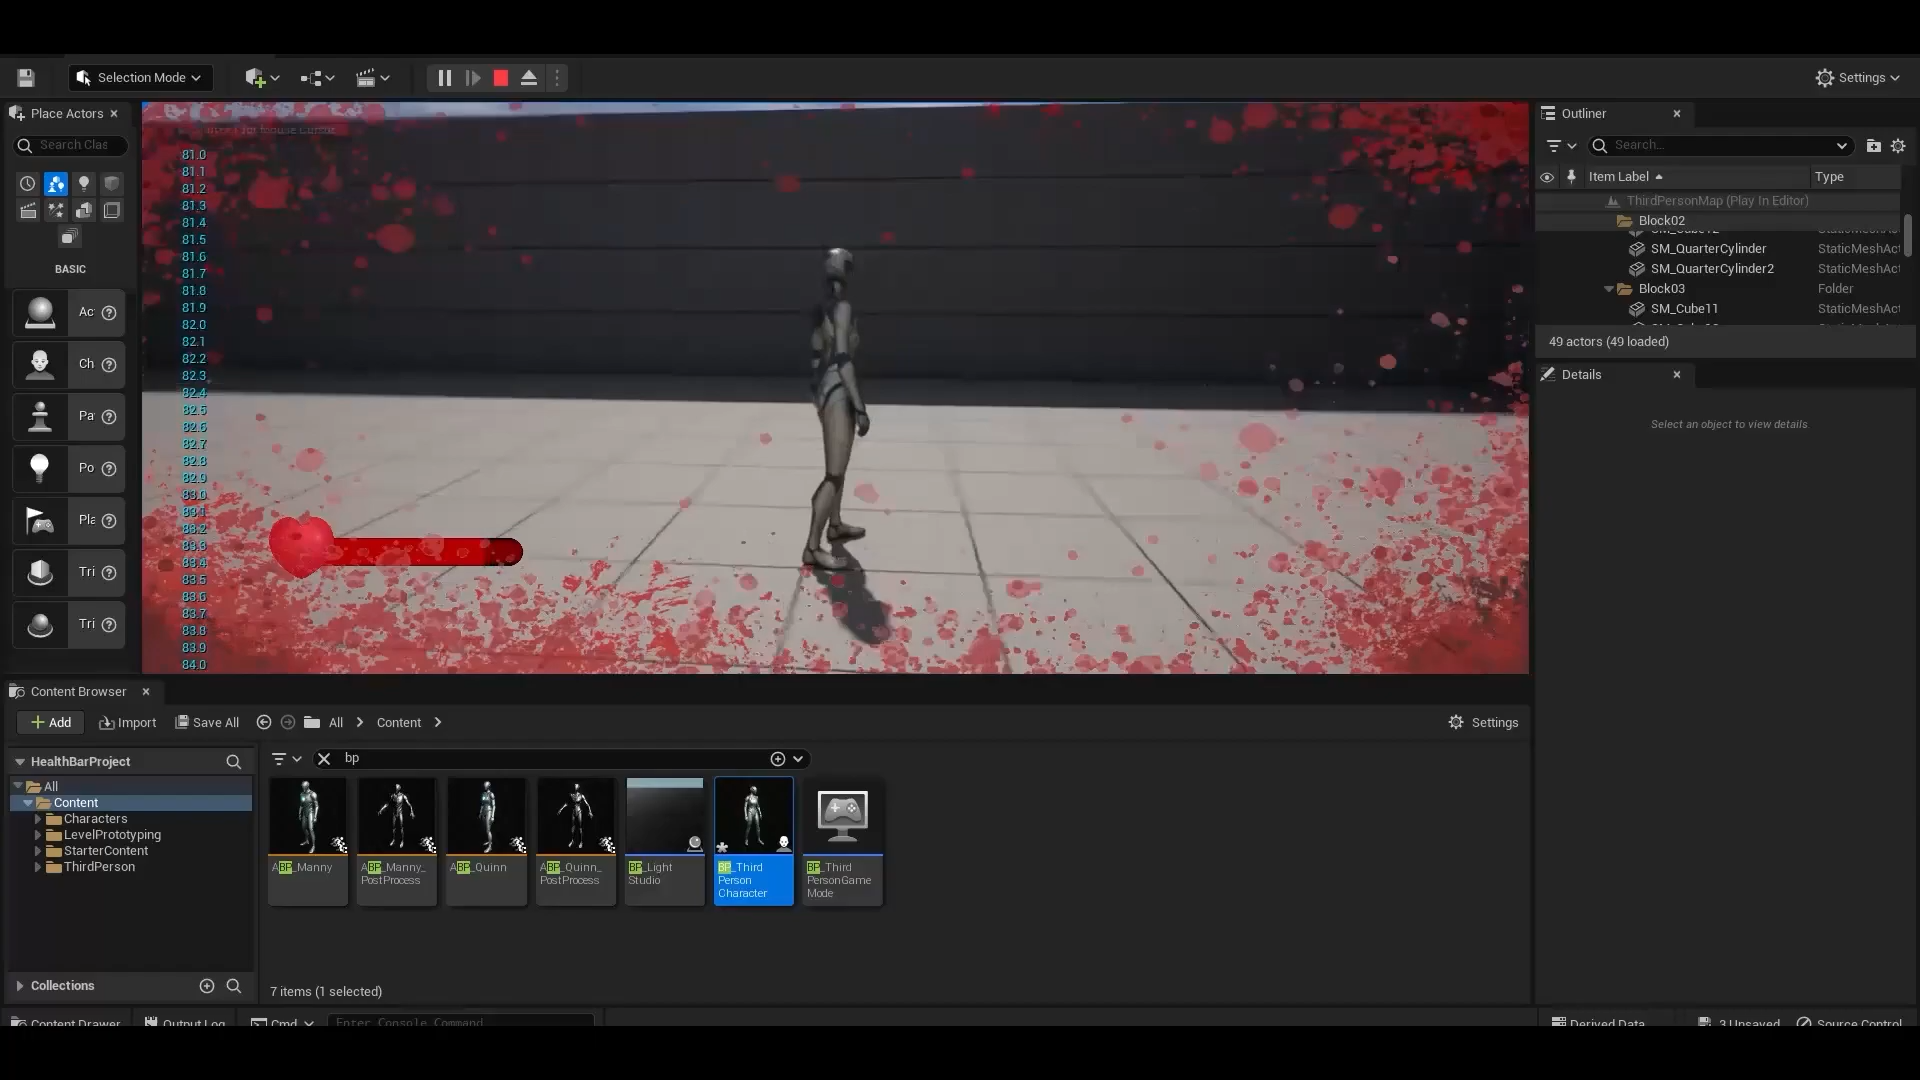 Selection Mode
Settings
Place Actors
Search Clas
BASIC
Ac
Ch
Pa
Po
Pla
Tri
Tri
81.0
81.1
81.2
81.3
81.4
81.5
81.6
81.7
81.8
81.9
82.0
82.1
82.2
82.3
82.4
82.5
82.6
82.7
82.8
82.9
83.0
83.1
83.2
83.3
83.4
83.5
83.6
83.7
83.8
83.9
84.0
Outliner
Search...
Item Label
Type
ThirdPersonMap (Play In Editor)
Block02
SM_QuarterCylinder StaticMeshAct
SM_QuarterCylinder2 StaticMeshAct
Block03 Folder
SM_Cube11 StaticMeshAct
49 actors (49 loaded)
Details
Select an object to view details
Content Browser
Add
Import
Save All
All
Content
Settings
HealthBarProject
bp
All
Content
Characters
LevelPrototyping
StarterContent
ThirdPerson
ABP_Manny
ABP_Manny_
PostProcess
ABP_Quinn
ABP_Quinn_
PostProcess
BP_Light
Studio
BP_Third
Person
Character
BP_Third
PersonGame
Mode
Collections
7 items (1 selected)
Content Drawer
Output Log
Cmd
Enter Console Command
Derived Data
3 Unsaved
Source Control